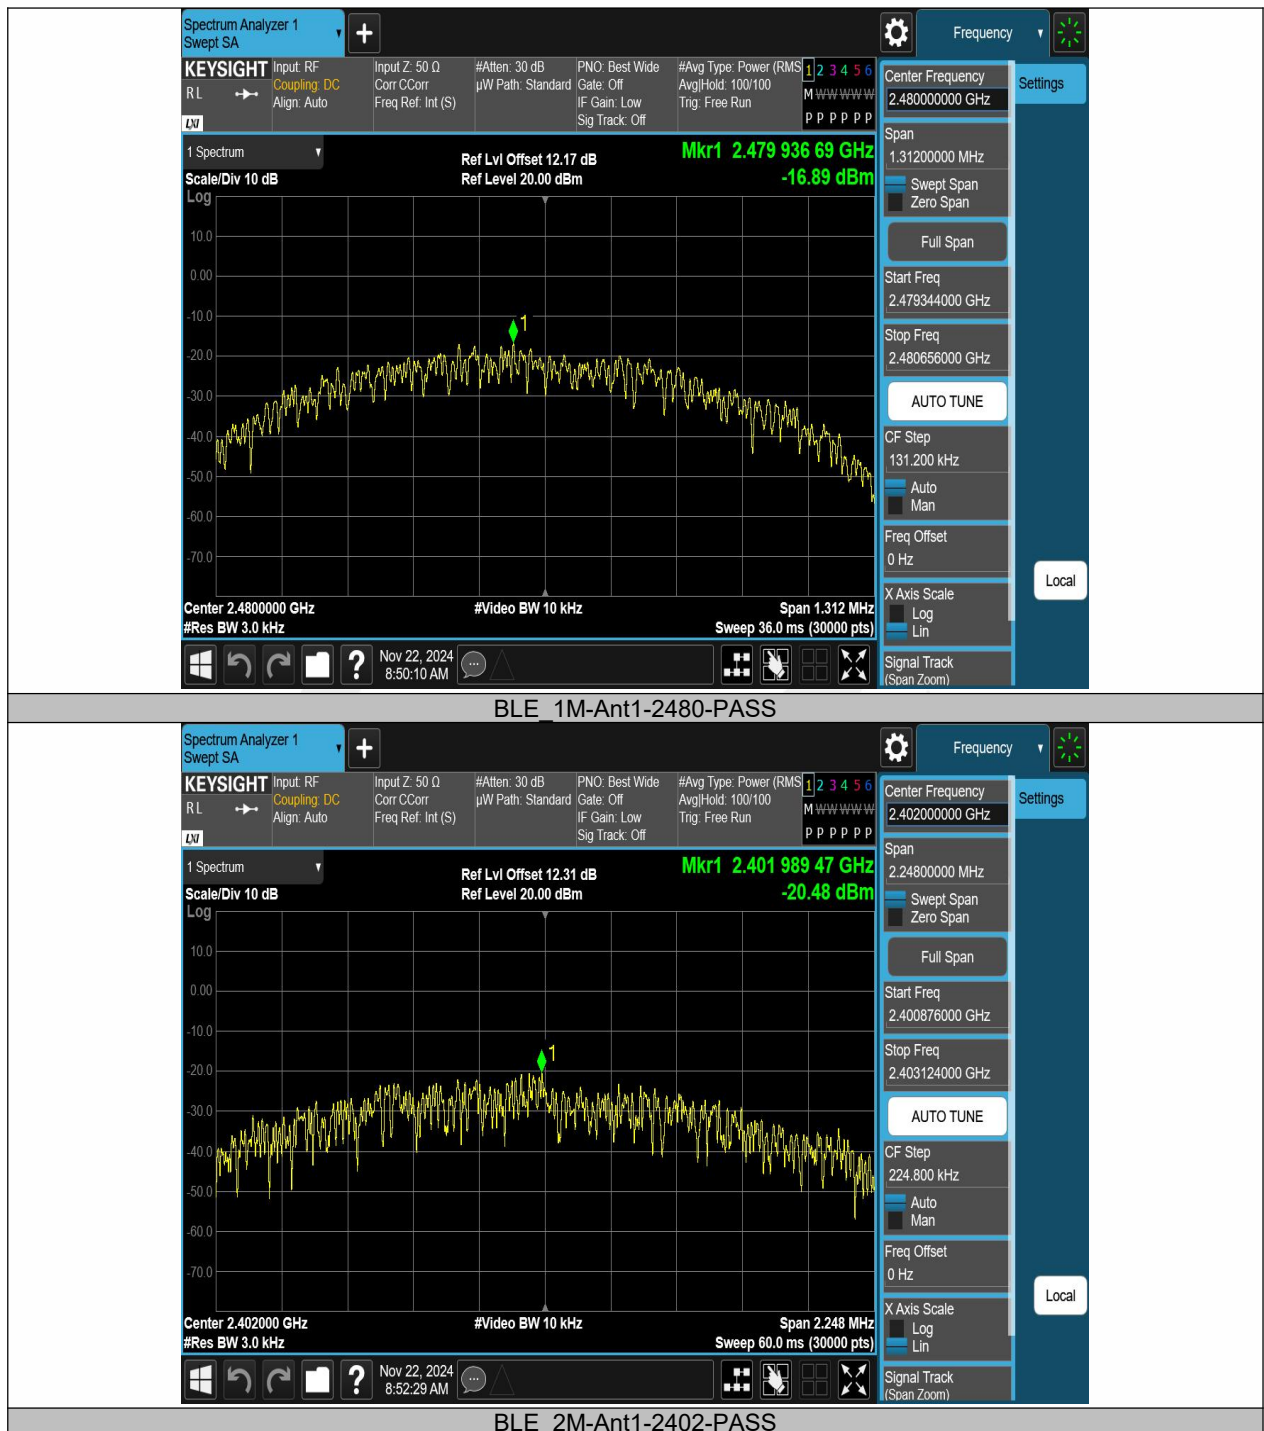 Spectrum Analyzer 1
Swept SA
Frequency
KEYSIGHT
RL
LXI
Input: RF
Coupling: DC
Align: Auto
Input Z: 50 Ω
Corr CCorr
Freq Ref: Int (S)
#Atten: 30 dB
µW Path: Standard
PNO: Best Wide
Gate: Off
IF Gain: Low
Sig Track: Off
#Avg Type: Power (RMS
Avg|Hold: 100/100
Trig: Free Run
1 2 3 4 5 6
M W W W W W
P P P P P P
Center Frequency
2.480000000 GHz
Settings
Span
1.31200000 MHz
Swept Span
Zero Span
Full Span
Start Freq
2.479344000 GHz
Stop Freq
2.480656000 GHz
AUTO TUNE
CF Step
131.200 kHz
Auto
Man
Freq Offset
0 Hz
X Axis Scale
Log
Lin
Signal Track
(Span Zoom)
Local
1 Spectrum
Scale/Div 10 dB
Log
Ref Lvl Offset 12.17 dB
Ref Level 20.00 dBm
Mkr1 2.479 936 69 GHz
-16.89 dBm
10.0
0.00
-10.0
1
-20.0
-30.0
-40.0
-50.0
-60.0
-70.0
Center 2.4800000 GHz
#Video BW 10 kHz
Span 1.312 MHz
#Res BW 3.0 kHz
Sweep 36.0 ms (30000 pts)
?
Nov 22, 2024
8:50:10 AM
BLE_1M-Ant1-2480-PASS
Spectrum Analyzer 1
Swept SA
Frequency
KEYSIGHT
RL
LXI
Input: RF
Coupling: DC
Align: Auto
Input Z: 50 Ω
Corr CCorr
Freq Ref: Int (S)
#Atten: 30 dB
µW Path: Standard
PNO: Best Wide
Gate: Off
IF Gain: Low
Sig Track: Off
#Avg Type: Power (RMS
Avg|Hold: 100/100
Trig: Free Run
1 2 3 4 5 6
M W W W W W
P P P P P P
Center Frequency
2.402000000 GHz
Settings
Span
2.24800000 MHz
Swept Span
Zero Span
Full Span
Start Freq
2.400876000 GHz
Stop Freq
2.403124000 GHz
AUTO TUNE
CF Step
224.800 kHz
Auto
Man
Freq Offset
0 Hz
X Axis Scale
Log
Lin
Signal Track
(Span Zoom)
Local
1 Spectrum
Scale/Div 10 dB
Log
Ref Lvl Offset 12.31 dB
Ref Level 20.00 dBm
Mkr1 2.401 989 47 GHz
-20.48 dBm
10.0
0.00
-10.0
1
-20.0
-30.0
-40.0
-50.0
-60.0
-70.0
Center 2.402000 GHz
#Video BW 10 kHz
Span 2.248 MHz
#Res BW 3.0 kHz
Sweep 60.0 ms (30000 pts)
?
Nov 22, 2024
8:52:29 AM
BLE_2M-Ant1-2402-PASS